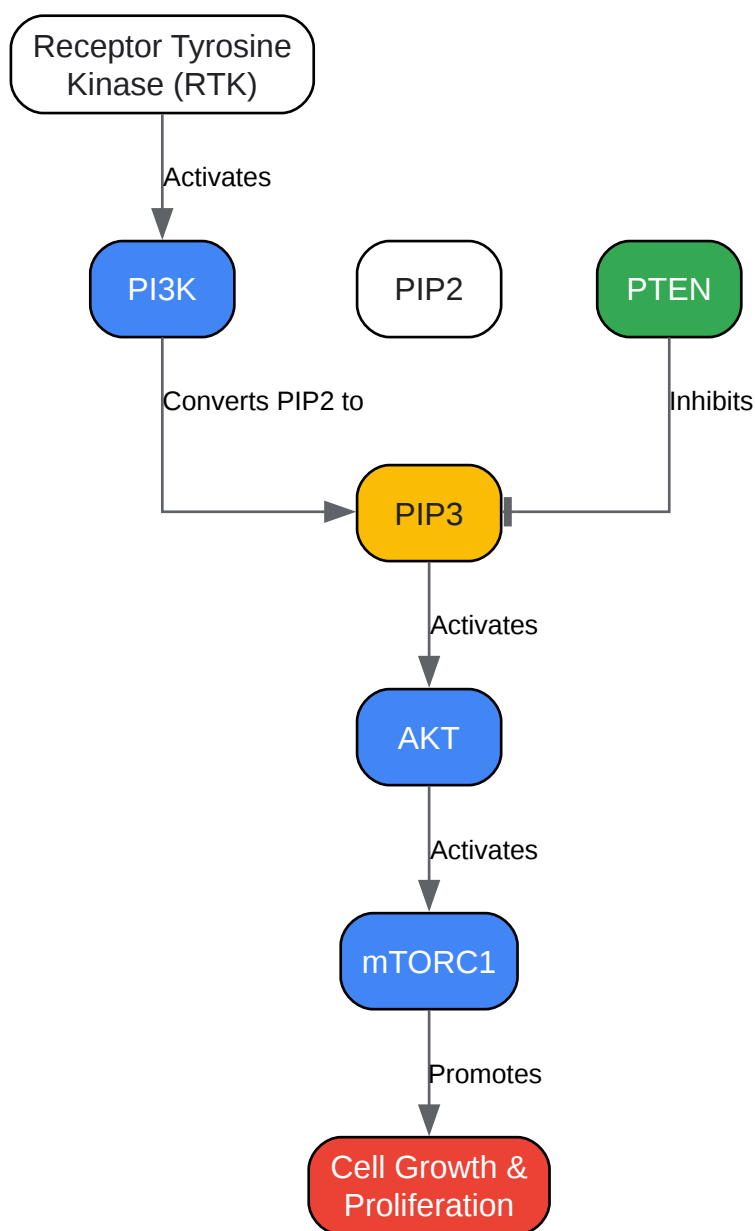 Receptor Tyrosine
Kinase (RTK)
Activates
PI3K
PIP2
PTEN
Converts PIP2 to
Inhibits
PIP3
Activates
AKT
Activates
mTORC1
Promotes
Cell Growth &
Proliferation